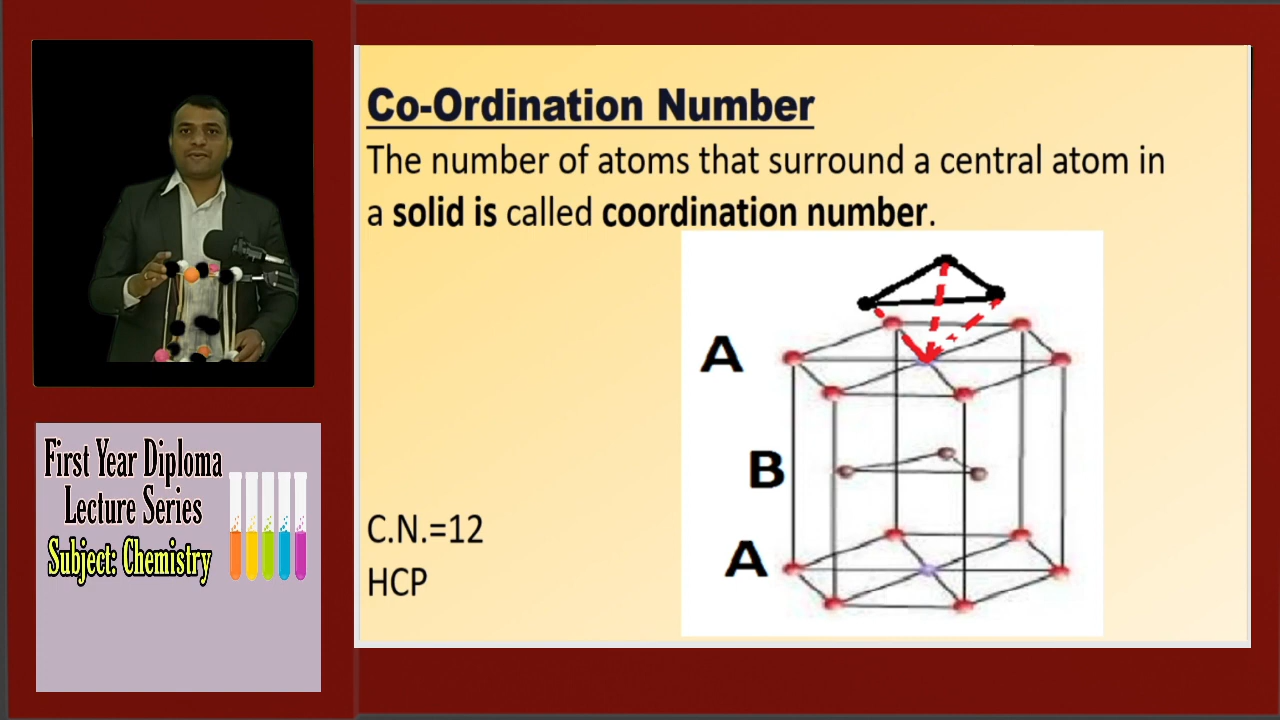 Co-Ordination Number
The number of atoms that surround a central atom in
a solid is called coordination number.
A
B
A
C.N.=12
HCP
First Year Diploma
Lecture Series
Subject: Chemistry